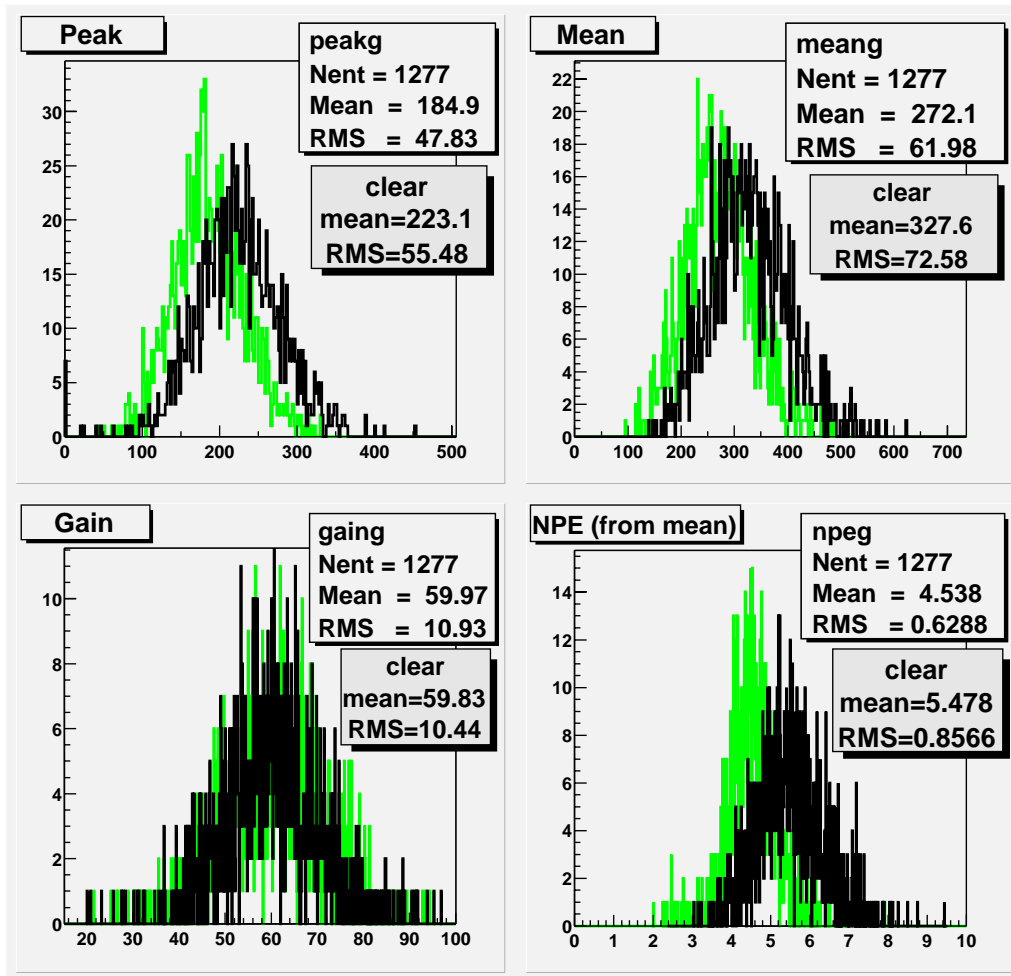 Peak
peakg
Nent = 1277
Mean = 184.9
RMS = 47.83
clear
mean=223.1
RMS=55.48
30
25
20
15
10
5
0
0 100 200 300 400 500
Mean
meang
Nent = 1277
Mean = 272.1
RMS = 61.98
clear
mean=327.6
RMS=72.58
22
20
18
16
14
12
10
8
6
4
2
0
0 100 200 300 400 500 600 700
Gain
gaing
Nent = 1277
Mean = 59.97
RMS = 10.93
clear
mean=59.83
RMS=10.44
10
8
6
4
2
0
20 30 40 50 60 70 80 90 100
NPE (from mean)
npeg
Nent = 1277
Mean = 4.538
RMS = 0.6288
clear
mean=5.478
RMS=0.8566
14
12
10
8
6
4
2
0
0 1 2 3 4 5 6 7 8 9 10